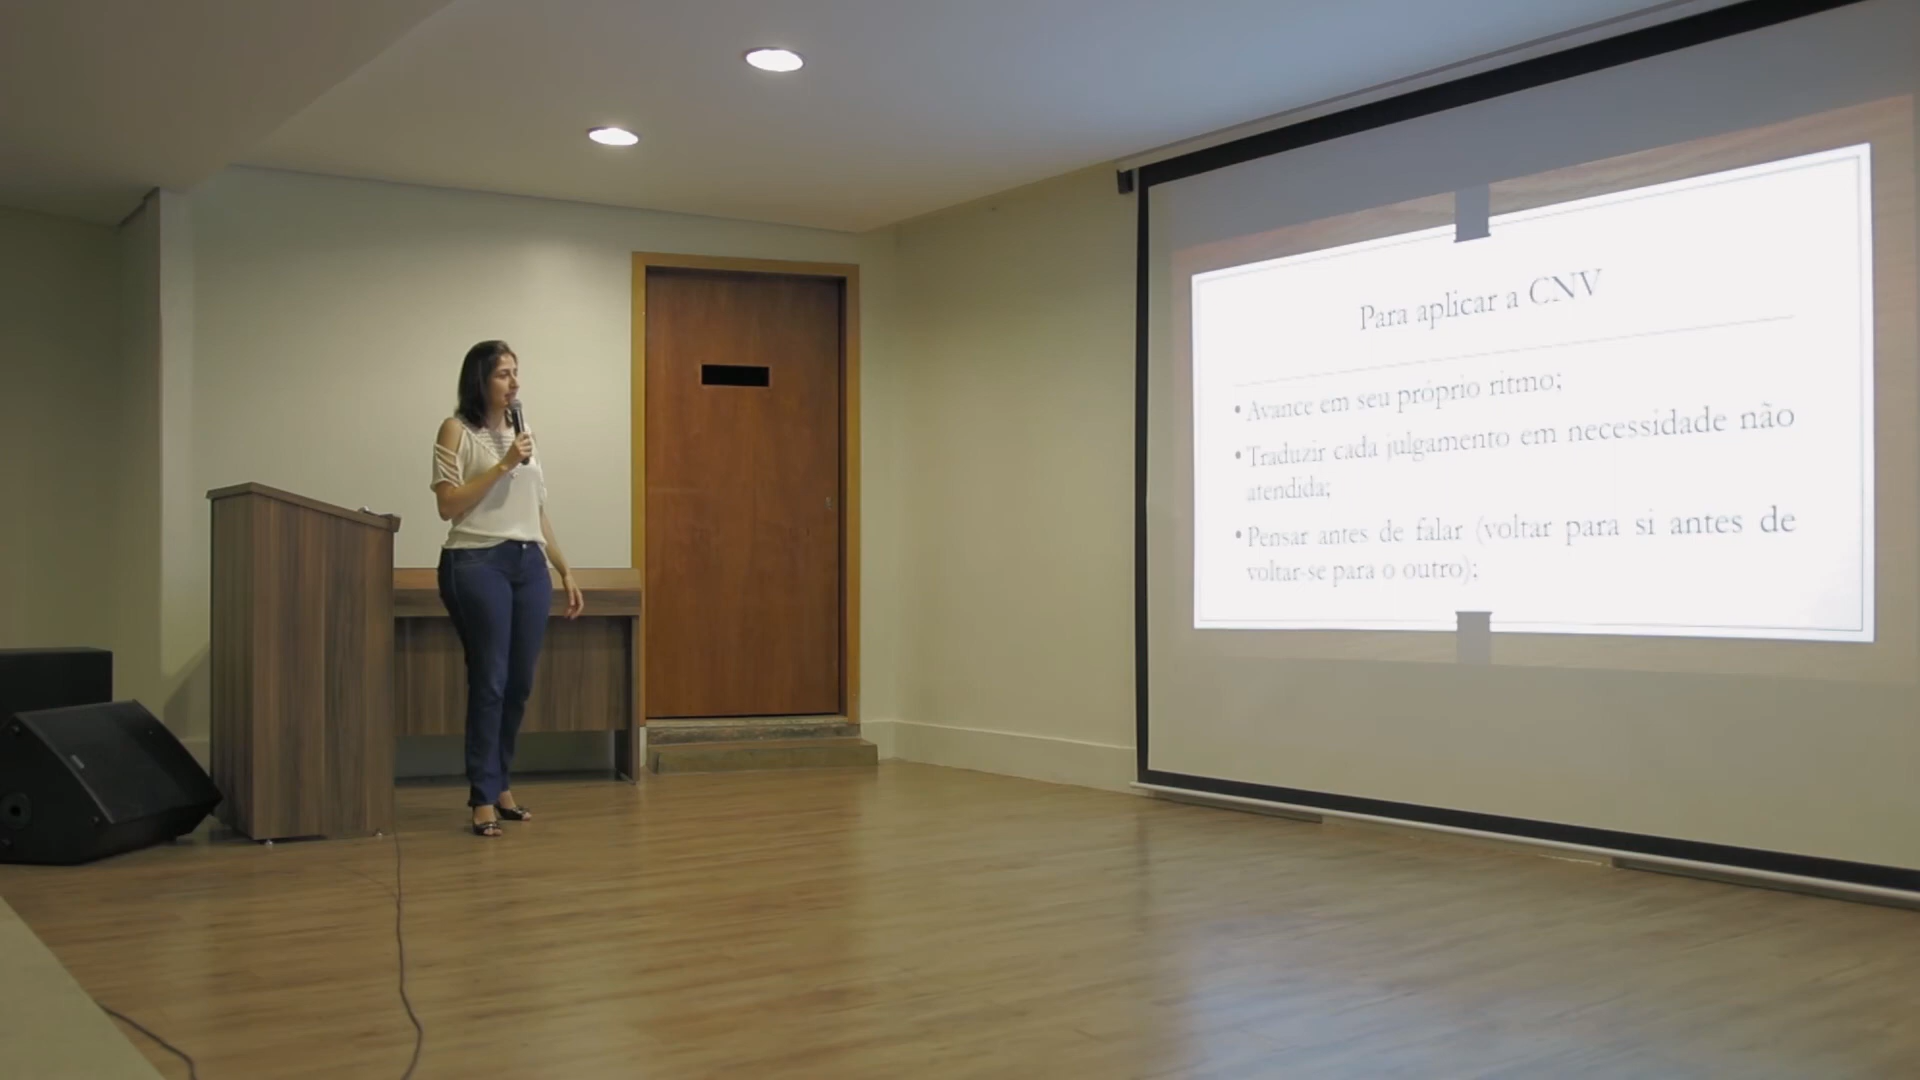 Para aplicar a CNV
• Avance em seu próprio ritmo;
• Traduzir cada julgamento em necessidade não
atendida;
• Pensar antes de falar (voltar para si antes de
voltar-se para o outro);